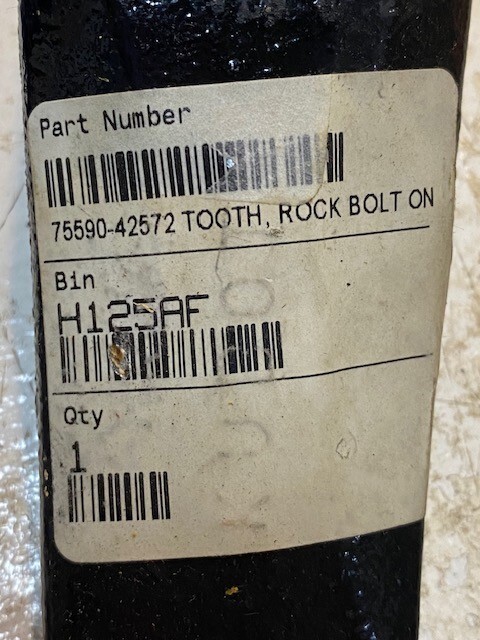 Part Number
75590-42572 TOOTH, ROCK BOLT ON
Bin
H125AF
Qty
1